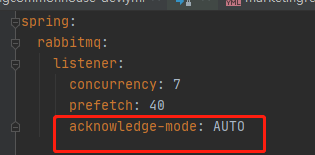 spring:
rabbitmq:
listener:
concurrency: 7
prefetch: 40
acknowledge-mode: AUTO